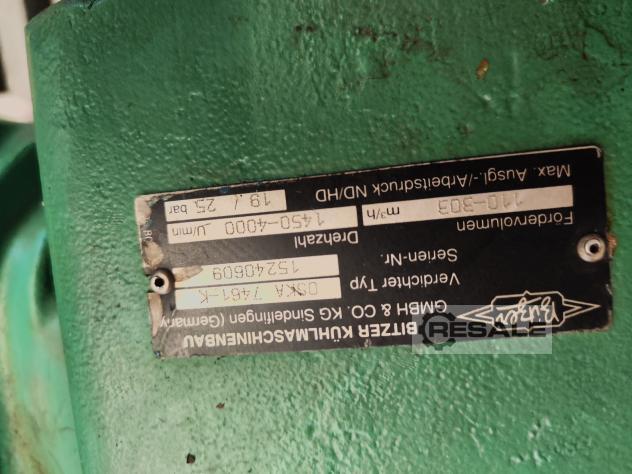 Bitzer
BITZER KÜHLMASCHINENBAU
GMBH & CO. KG Sindelfingen (Germany)
Verdichter Typ OSKA 7461-K
Serien-Nr. 15240609
Fördervolumen Drehzahl
110-303 m³/h 1450-4000 U/min
Max. Ausgl.-/Arbeitsdruck ND/HD 19 / 25 bar
RESALE